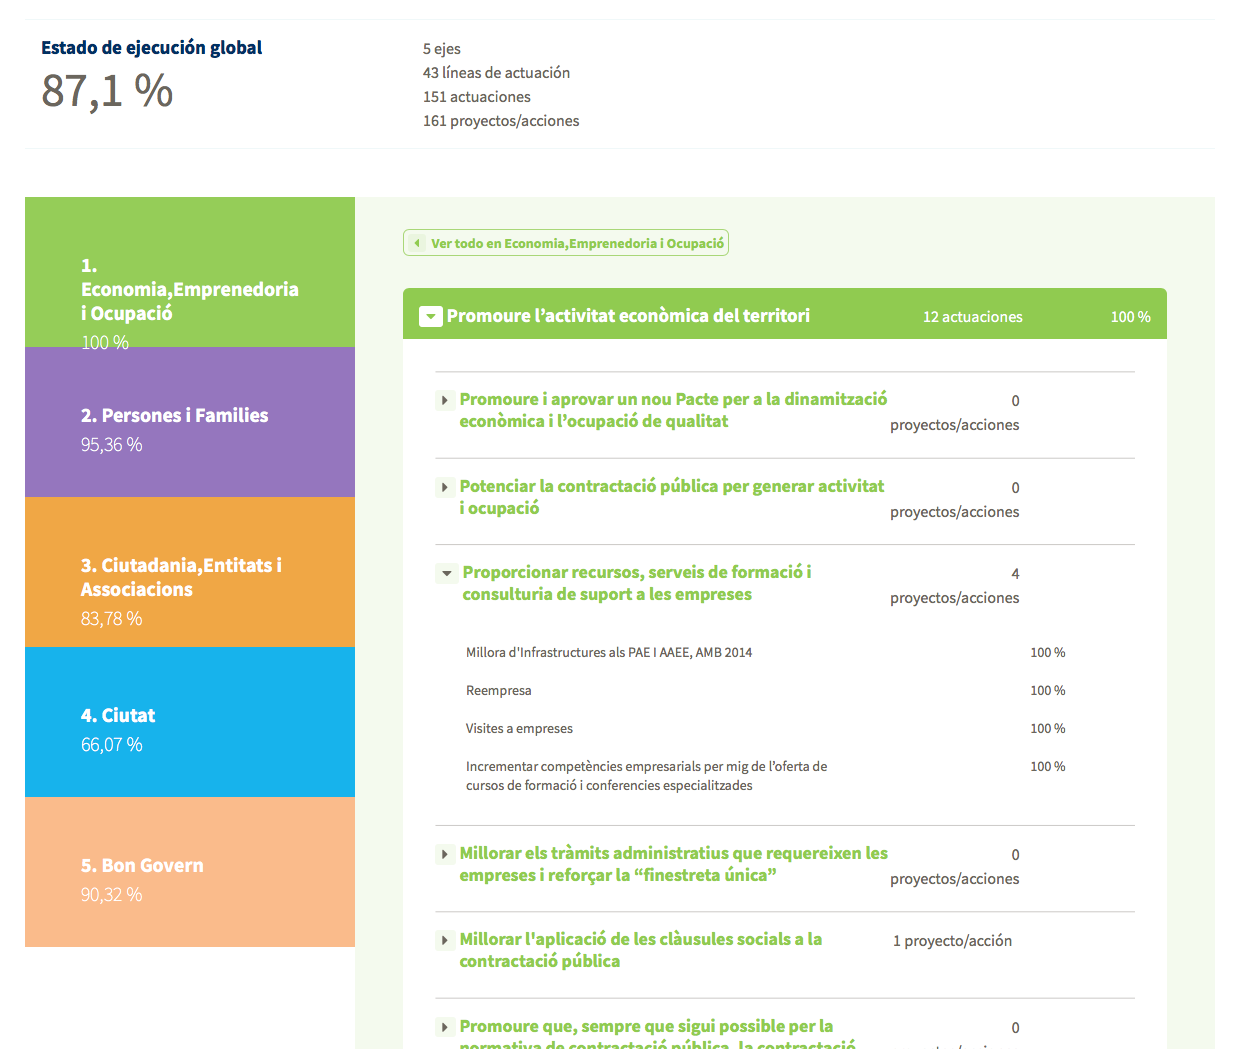 Estado de ejecución global
87,1 %
5 ejes
43 líneas de actuación
151 actuaciones
161 proyectos/acciones
1.
Economia,Emprenedoria
i Ocupació
100 %
2. Persones i Families
95,36 %
3. Ciutadania,Entitats i
Associacions
83,78 %
4. Ciutat
66,07 %
5. Bon Govern
90,32 %
Ver todo en Economia,Emprenedoria i Ocupació
Promoure l’activitat econòmica del territori 12 actuaciones 100 %
Promoure i aprovar un nou Pacte per a la dinamització 0
econòmica i l’ocupació de qualitat proyectos/acciones
Potenciar la contractació pública per generar activitat 0
i ocupació proyectos/acciones
Proporcionar recursos, serveis de formació i 4
consulturia de suport a les empreses proyectos/acciones
Millora d'Infrastructures als PAE I AAEE, AMB 2014 100 %
Reempresa 100 %
Visites a empreses 100 %
Incrementar competències empresarials per mig de l’oferta de 100 %
cursos de formació i conferencies especialitzades
Millorar els tràmits administratius que requereixen les 0
empreses i reforçar la “finestreta única” proyectos/acciones
Millorar l'aplicació de les clàusules socials a la 1 proyecto/acción
contractació pública
Promoure que, sempre que sigui possible per la 0
normativa de contractació pública, la contractació proyectos/acciones